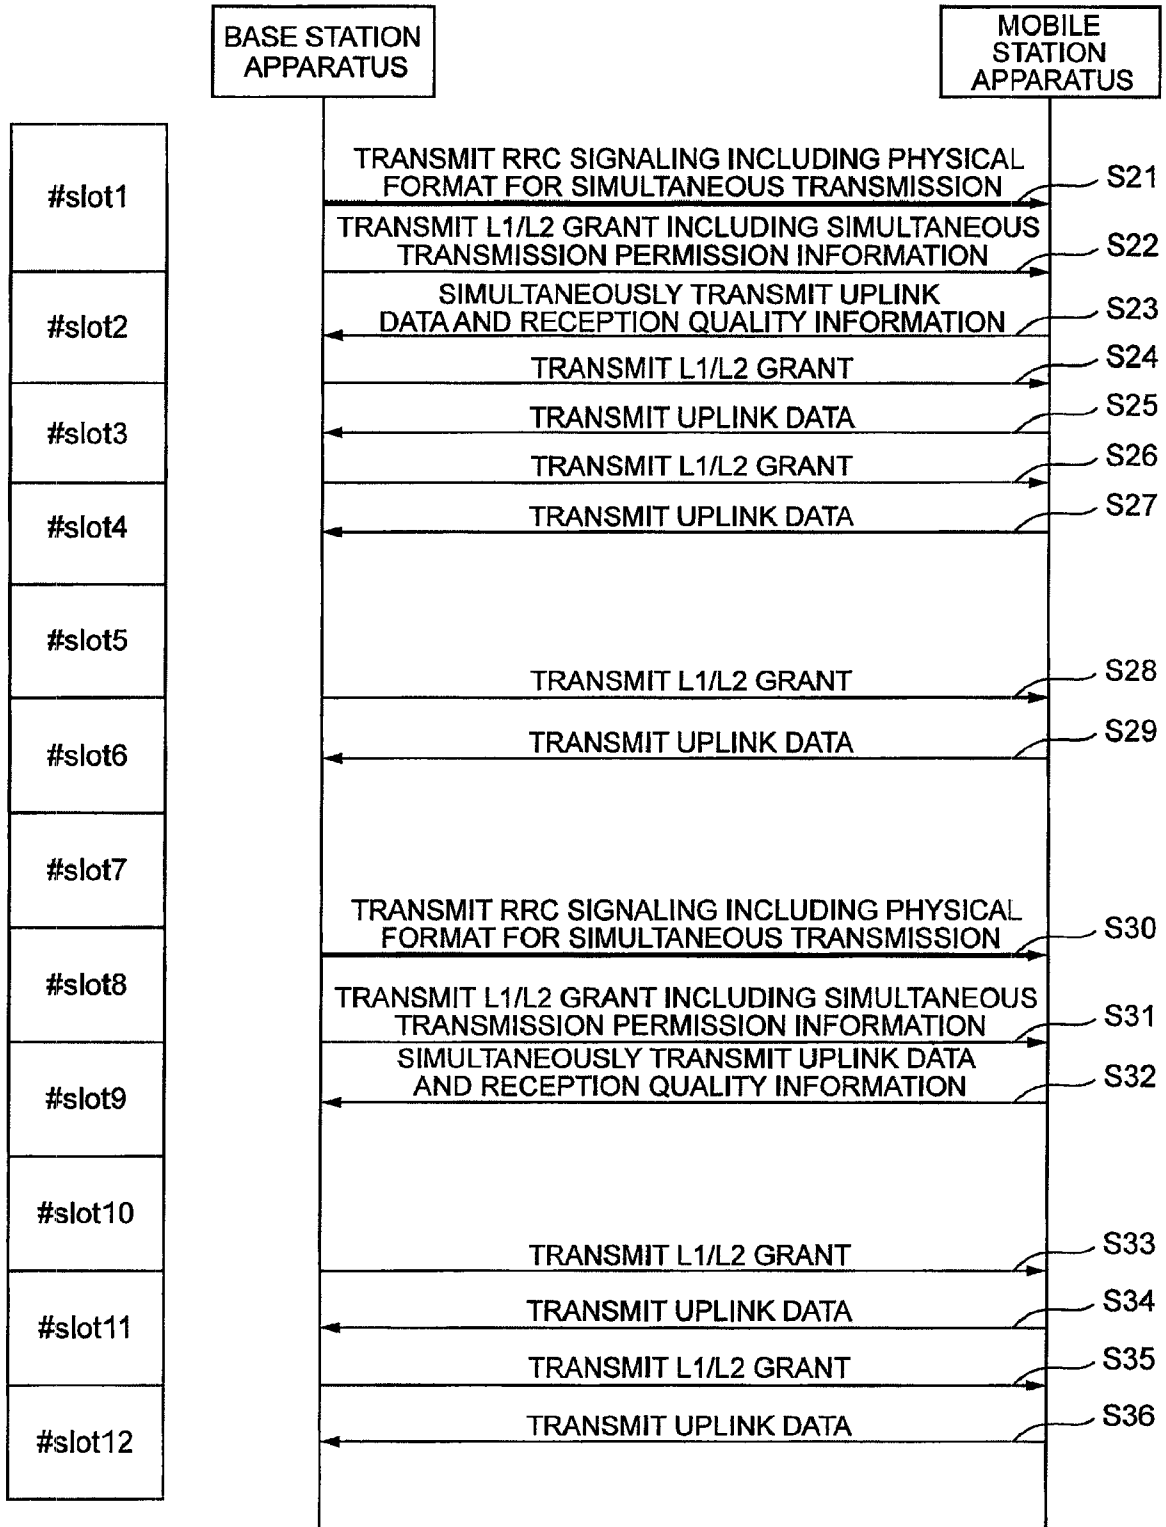 BASE STATION
APPARATUS
MOBILE
STATION
APPARATUS
#slot1
TRANSMIT RRC SIGNALING INCLUDING PHYSICAL
FORMAT FOR SIMULTANEOUS TRANSMISSION
S21
TRANSMIT L1/L2 GRANT INCLUDING SIMULTANEOUS
TRANSMISSION PERMISSION INFORMATION
S22
#slot2
SIMULTANEOUSLY TRANSMIT UPLINK
DATA AND RECEPTION QUALITY INFORMATION
S23
TRANSMIT L1/L2 GRANT
S24
#slot3
TRANSMIT UPLINK DATA
S25
TRANSMIT L1/L2 GRANT
S26
#slot4
TRANSMIT UPLINK DATA
S27
#slot5
TRANSMIT L1/L2 GRANT
S28
#slot6
TRANSMIT UPLINK DATA
S29
#slot7
TRANSMIT RRC SIGNALING INCLUDING PHYSICAL
FORMAT FOR SIMULTANEOUS TRANSMISSION
S30
#slot8
TRANSMIT L1/L2 GRANT INCLUDING SIMULTANEOUS
TRANSMISSION PERMISSION INFORMATION
S31
#slot9
SIMULTANEOUSLY TRANSMIT UPLINK DATA
AND RECEPTION QUALITY INFORMATION
S32
#slot10
TRANSMIT L1/L2 GRANT
S33
#slot11
TRANSMIT UPLINK DATA
S34
TRANSMIT L1/L2 GRANT
S35
#slot12
TRANSMIT UPLINK DATA
S36